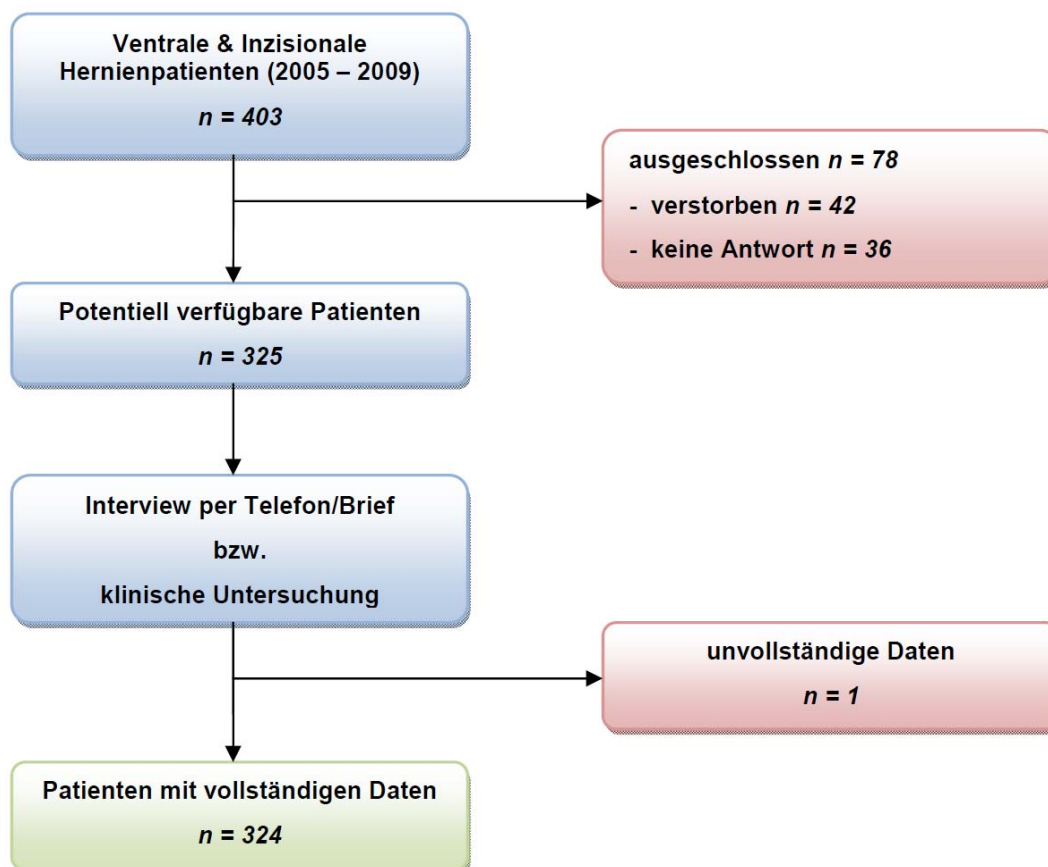 Ventrale & Inzisionale
Hernienpatienten (2005 – 2009)
n = 403
ausgeschlossen n = 78
- verstorben n = 42
- keine Antwort n = 36
Potentiell verfügbare Patienten
n = 325
Interview per Telefon/Brief
bzw.
klinische Untersuchung
unvollständige Daten
n = 1
Patienten mit vollständigen Daten
n = 324